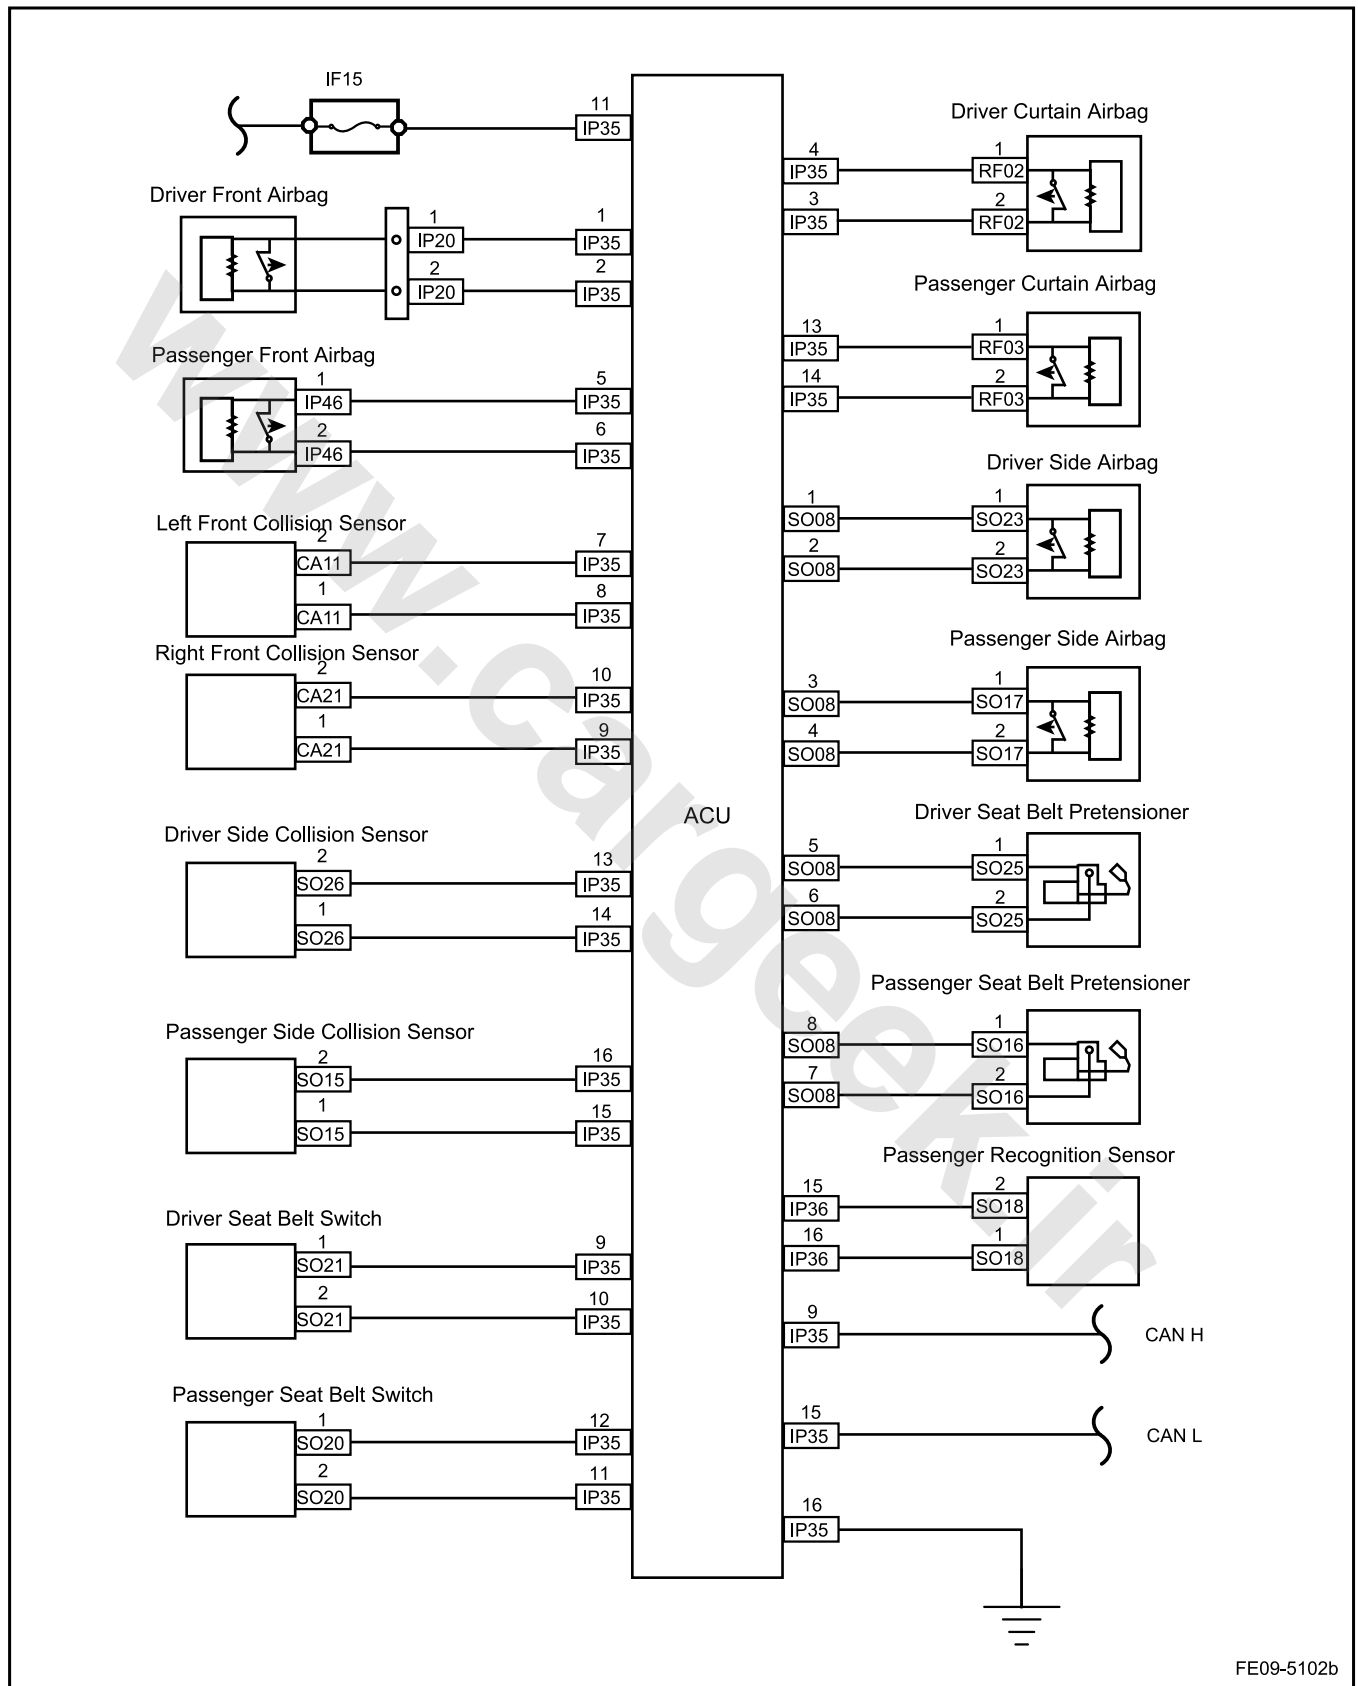 IF15
11
IP35
Driver Front Airbag
1
IP20
1
IP35
2
IP20
2
IP35
Passenger Front Airbag
1
IP46
5
IP35
2
IP46
6
IP35
Left Front Collision Sensor
2
CA11
7
IP35
1
CA11
8
IP35
Right Front Collision Sensor
2
CA21
10
IP35
1
CA21
9
IP35
Driver Side Collision Sensor
2
SO26
13
IP35
1
SO26
14
IP35
Passenger Side Collision Sensor
2
SO15
16
IP35
1
SO15
15
IP35
Driver Seat Belt Switch
1
SO21
9
IP35
2
SO21
10
IP35
Passenger Seat Belt Switch
1
SO20
12
IP35
2
SO20
11
IP35
ACU
Driver Curtain Airbag
4
IP35
1
RF02
3
IP35
2
RF02
Passenger Curtain Airbag
13
IP35
1
RF03
14
IP35
2
RF03
Driver Side Airbag
1
SO08
1
SO23
2
SO08
2
SO23
Passenger Side Airbag
3
SO08
1
SO17
4
SO08
2
SO17
Driver Seat Belt Pretensioner
5
SO08
1
SO25
6
SO08
2
SO25
Passenger Seat Belt Pretensioner
8
SO08
1
SO16
7
SO08
2
SO16
Passenger Recognition Sensor
15
IP36
2
SO18
16
IP36
1
SO18
9
IP35
CAN H
15
IP35
CAN L
16
IP35
FE09-5102b
www.cargeek.ir